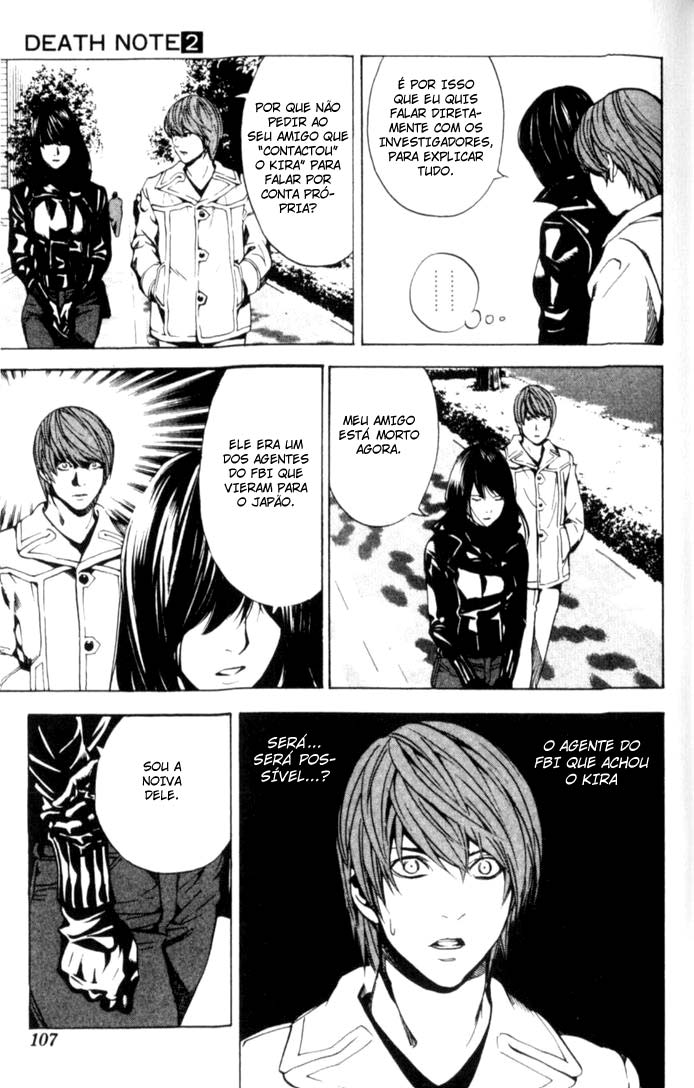 DEATH NOTE 2
É POR ISSO
QUE EU QUIS
FALAR DIRETA-
MENTE COM OS
INVESTIGADORES,
PARA EXPLICAR
TUDO.
POR QUE NÃO
PEDIR AO
SEU AMIGO QUE
"CONTACTOU"
O KIRA" PARA
FALAR POR
CONTA PRÓ-
PRIA?
MEU AMIGO
ESTÁ MORTO
AGORA.
ELE ERA UM
DOS AGENTES
DO FBI QUE
VIERAM PARA
O JAPÃO.
O AGENTE DO
FBI QUE ACHOU
O KIRA
SERÁ...
SERÁ POS-
SÍVEL...?
SOU A
NOIVA
DELE.
107